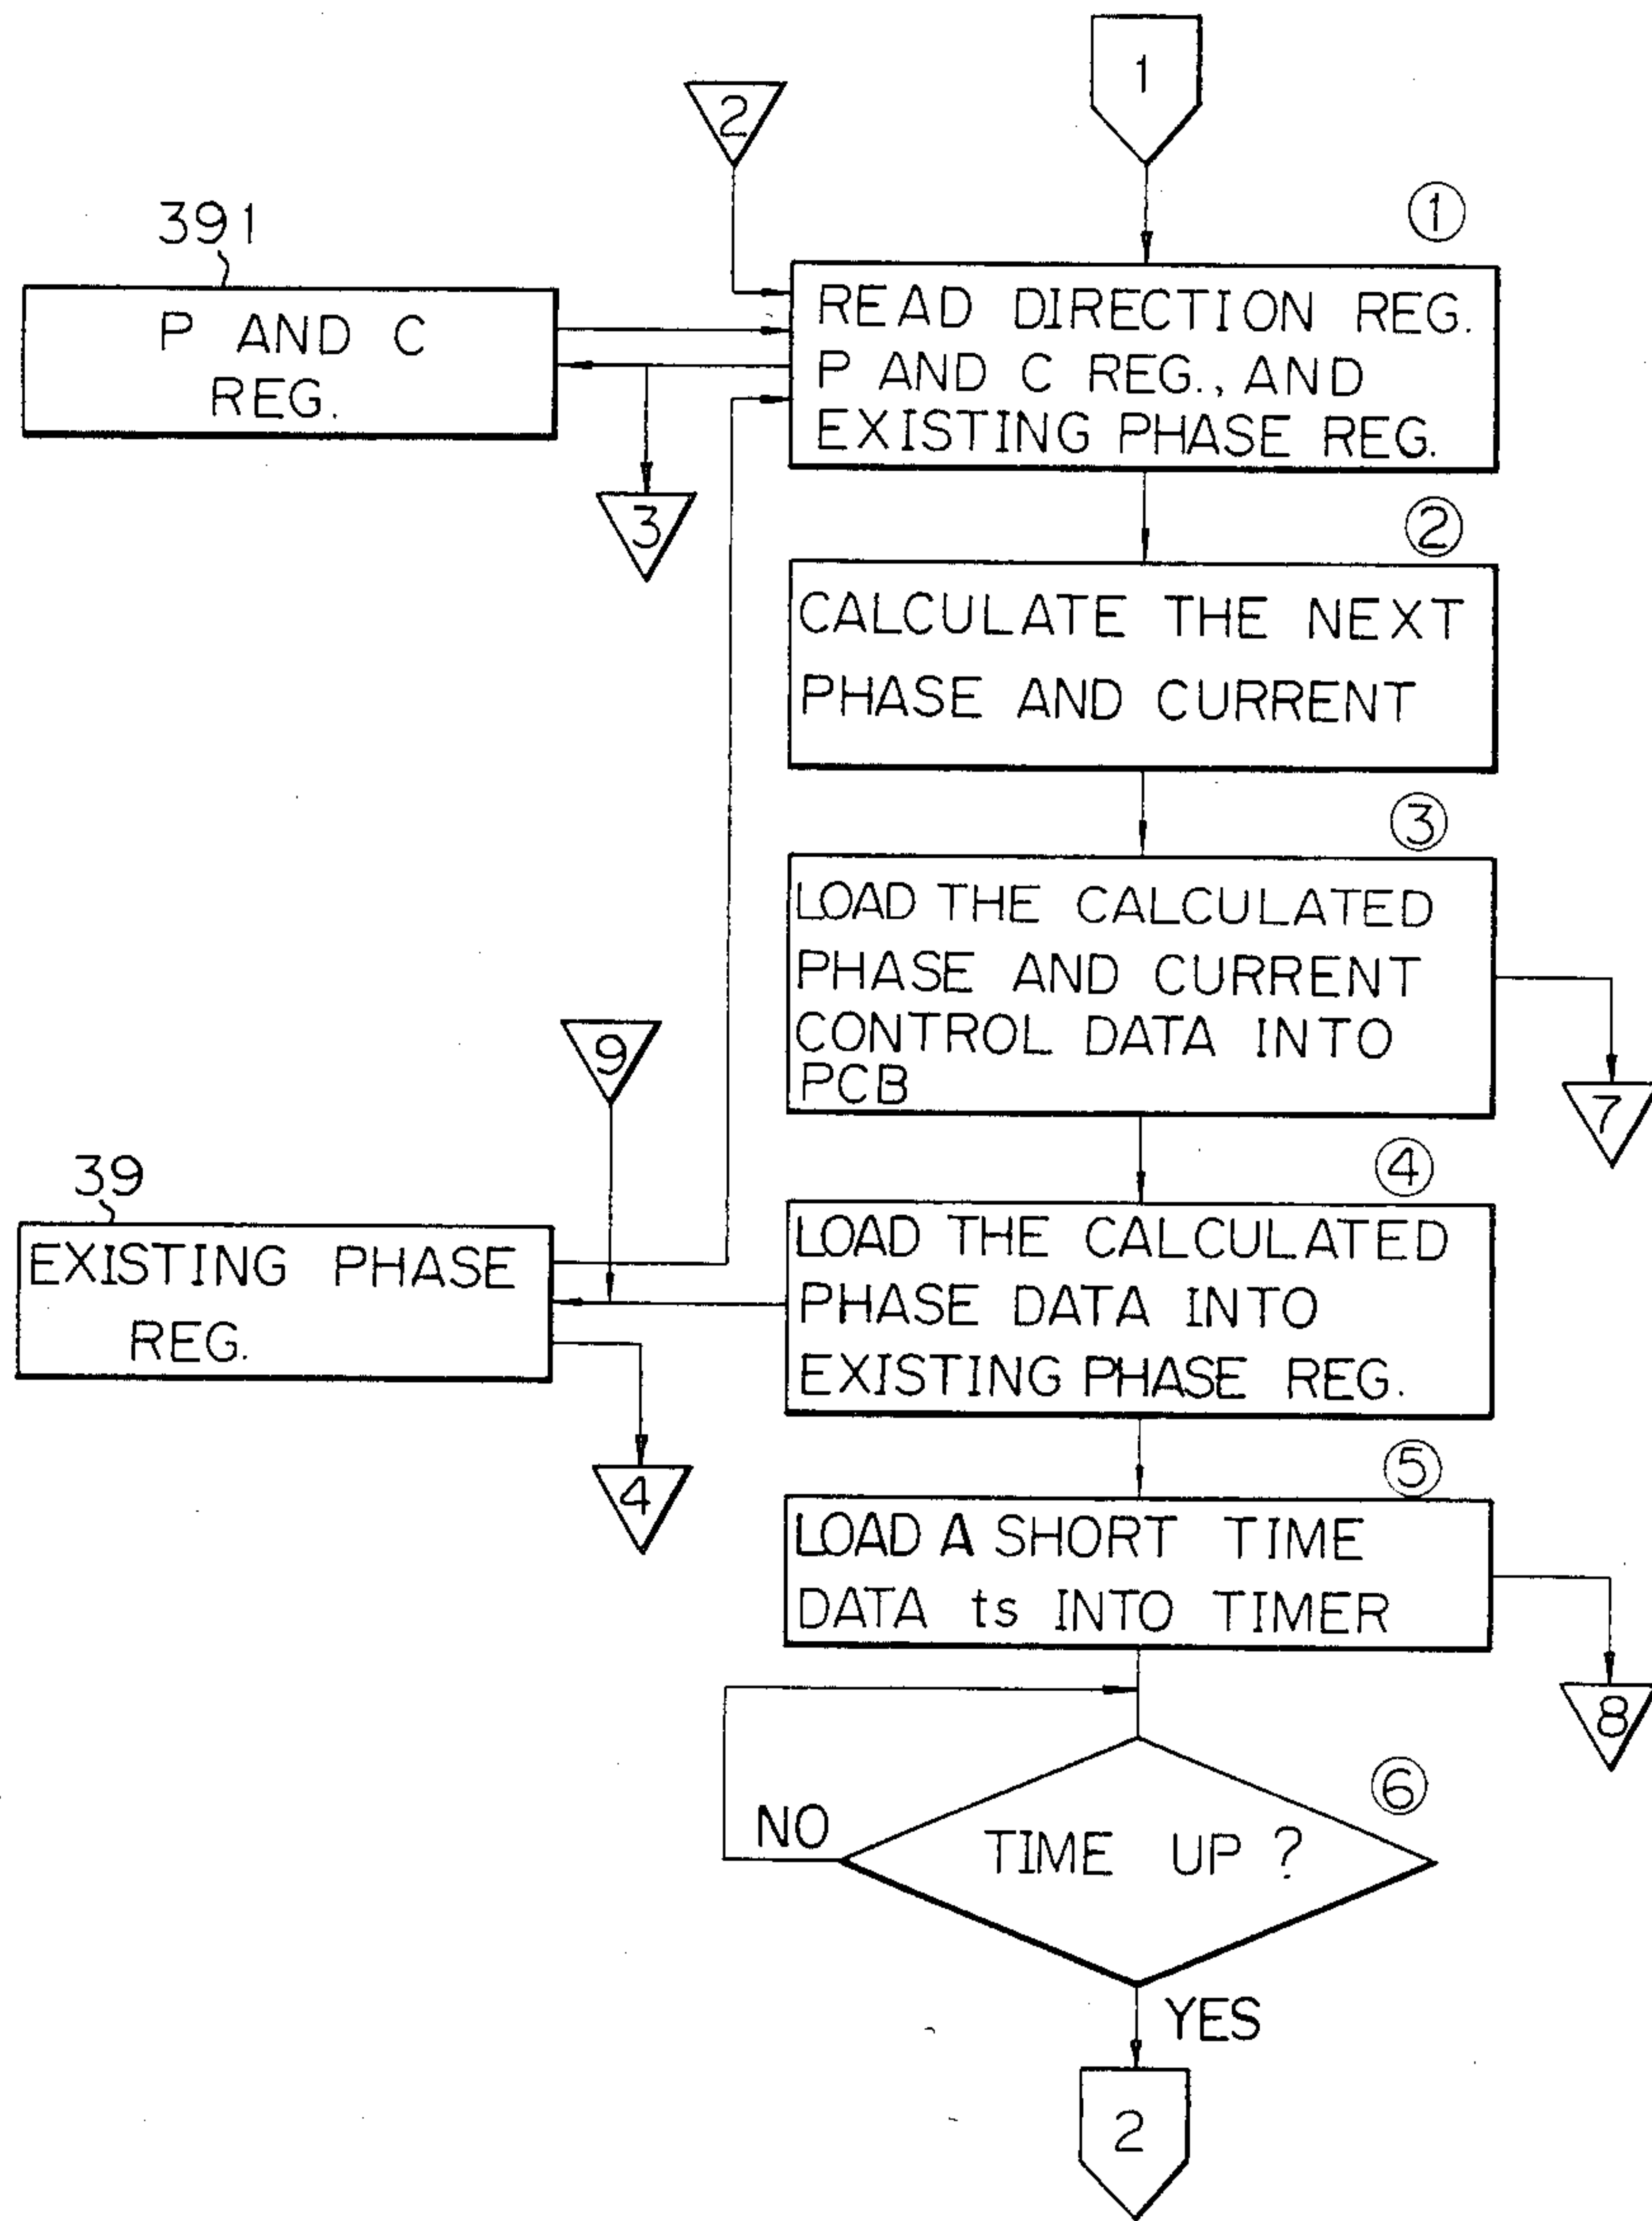 1
2
①
391
P AND C
REG.
READ DIRECTION REG.
P AND C REG., AND
EXISTING PHASE REG.
3
②
CALCULATE THE NEXT
PHASE AND CURRENT
③
LOAD THE CALCULATED
PHASE AND CURRENT
CONTROL DATA INTO
PCB
7
9
④
39
EXISTING PHASE
REG.
LOAD THE CALCULATED
PHASE DATA INTO
EXISTING PHASE REG.
4
⑤
LOAD A SHORT TIME
DATA ts INTO TIMER
8
⑥
NO
TIME UP ?
YES
2